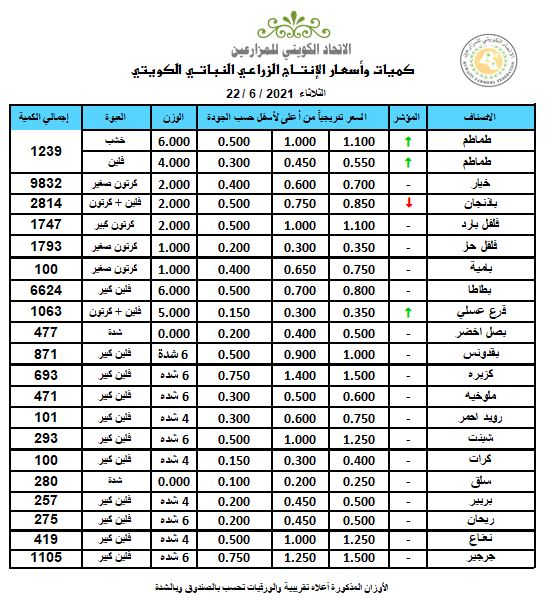 الاتحاد الكويتي للمزارعين
كميات وأسعار الإنتاج الزراعي النباتي الكويتي
الثلاثاء 2021 / 6 / 22
الاصناف المؤشر السعر تدريجياً من أعلى لأسفل حسب الجودة الوزن العبوة إجمالي الكمية
طماطم ↑ 1.100 1.000 0.500 6.000 خشب 1239
طماطم ↑ 0.550 0.450 0.300 4.000 فلين
خيار - 0.700 0.600 0.400 2.000 كرتون صغير 9832
باذنجان ↓ 0.850 0.750 0.500 2.000 فلين + كرتون 2814
فلفل بارد - 1.100 1.000 0.500 2.000 كرتون كبير 1747
فلفل حار - 0.350 0.300 0.200 1.000 كرتون صغير 1793
بامية - 0.750 0.650 0.400 1.000 كرتون صغير 100
بطاطا - 0.800 0.700 0.500 6.000 فلين كبير 6624
قرع عسلي ↑ 0.350 0.300 0.150 5.000 فلين + كرتون 1063
بصل اخضر - 0.500 0.400 0.200 0.000 شدة 477
بقدونس - 1.000 0.900 0.500 6 شدة فلين كبير 871
كزبره - 1.500 1.400 0.750 6 شده فلين كبير 693
ملوخيه - 0.600 0.500 0.300 6 شده فلين كبير 471
رويد احمر - 0.750 0.600 0.300 4 شده فلين كبير 101
شبنت - 1.250 1.000 0.500 6 شده فلين كبير 293
كرات - 0.400 0.300 0.150 4 شده فلين كبير 100
سلق - 0.250 0.200 0.100 0.000 شدة 280
بربير - 0.500 0.450 0.200 4 شده فلين كبير 257
ريحان - 0.500 0.450 0.200 6 شده فلين كبير 275
نعناع - 1.250 1.000 0.500 4 شده فلين كبير 419
جرجير - 1.500 1.250 0.750 6 شده فلين كبير 1105
الأوزان المذكورة أعلاه تقريبية والورقيات تحسب بالصندوق وبالشدة